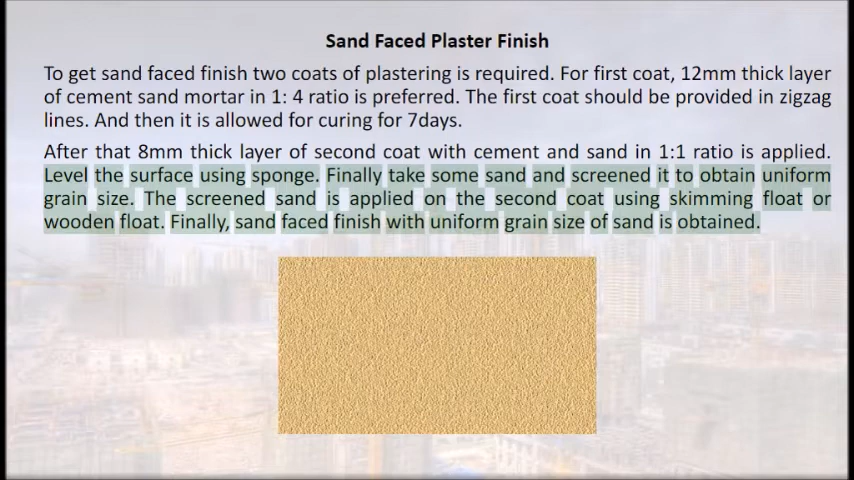 Sand Faced Plaster Finish
To get sand faced finish two coats of plastering is required. For first coat, 12mm thick layer
of cement sand mortar in 1: 4 ratio is preferred. The first coat should be provided in zigzag
lines. And then it is allowed for curing for 7days.
After that 8mm thick layer of second coat with cement and sand in 1:1 ratio is applied.
Level the surface using sponge. Finally take some sand and screened it to obtain uniform
grain size. The screened sand is applied on the second coat using skimming float or
wooden float. Finally, sand faced finish with uniform grain size of sand is obtained.